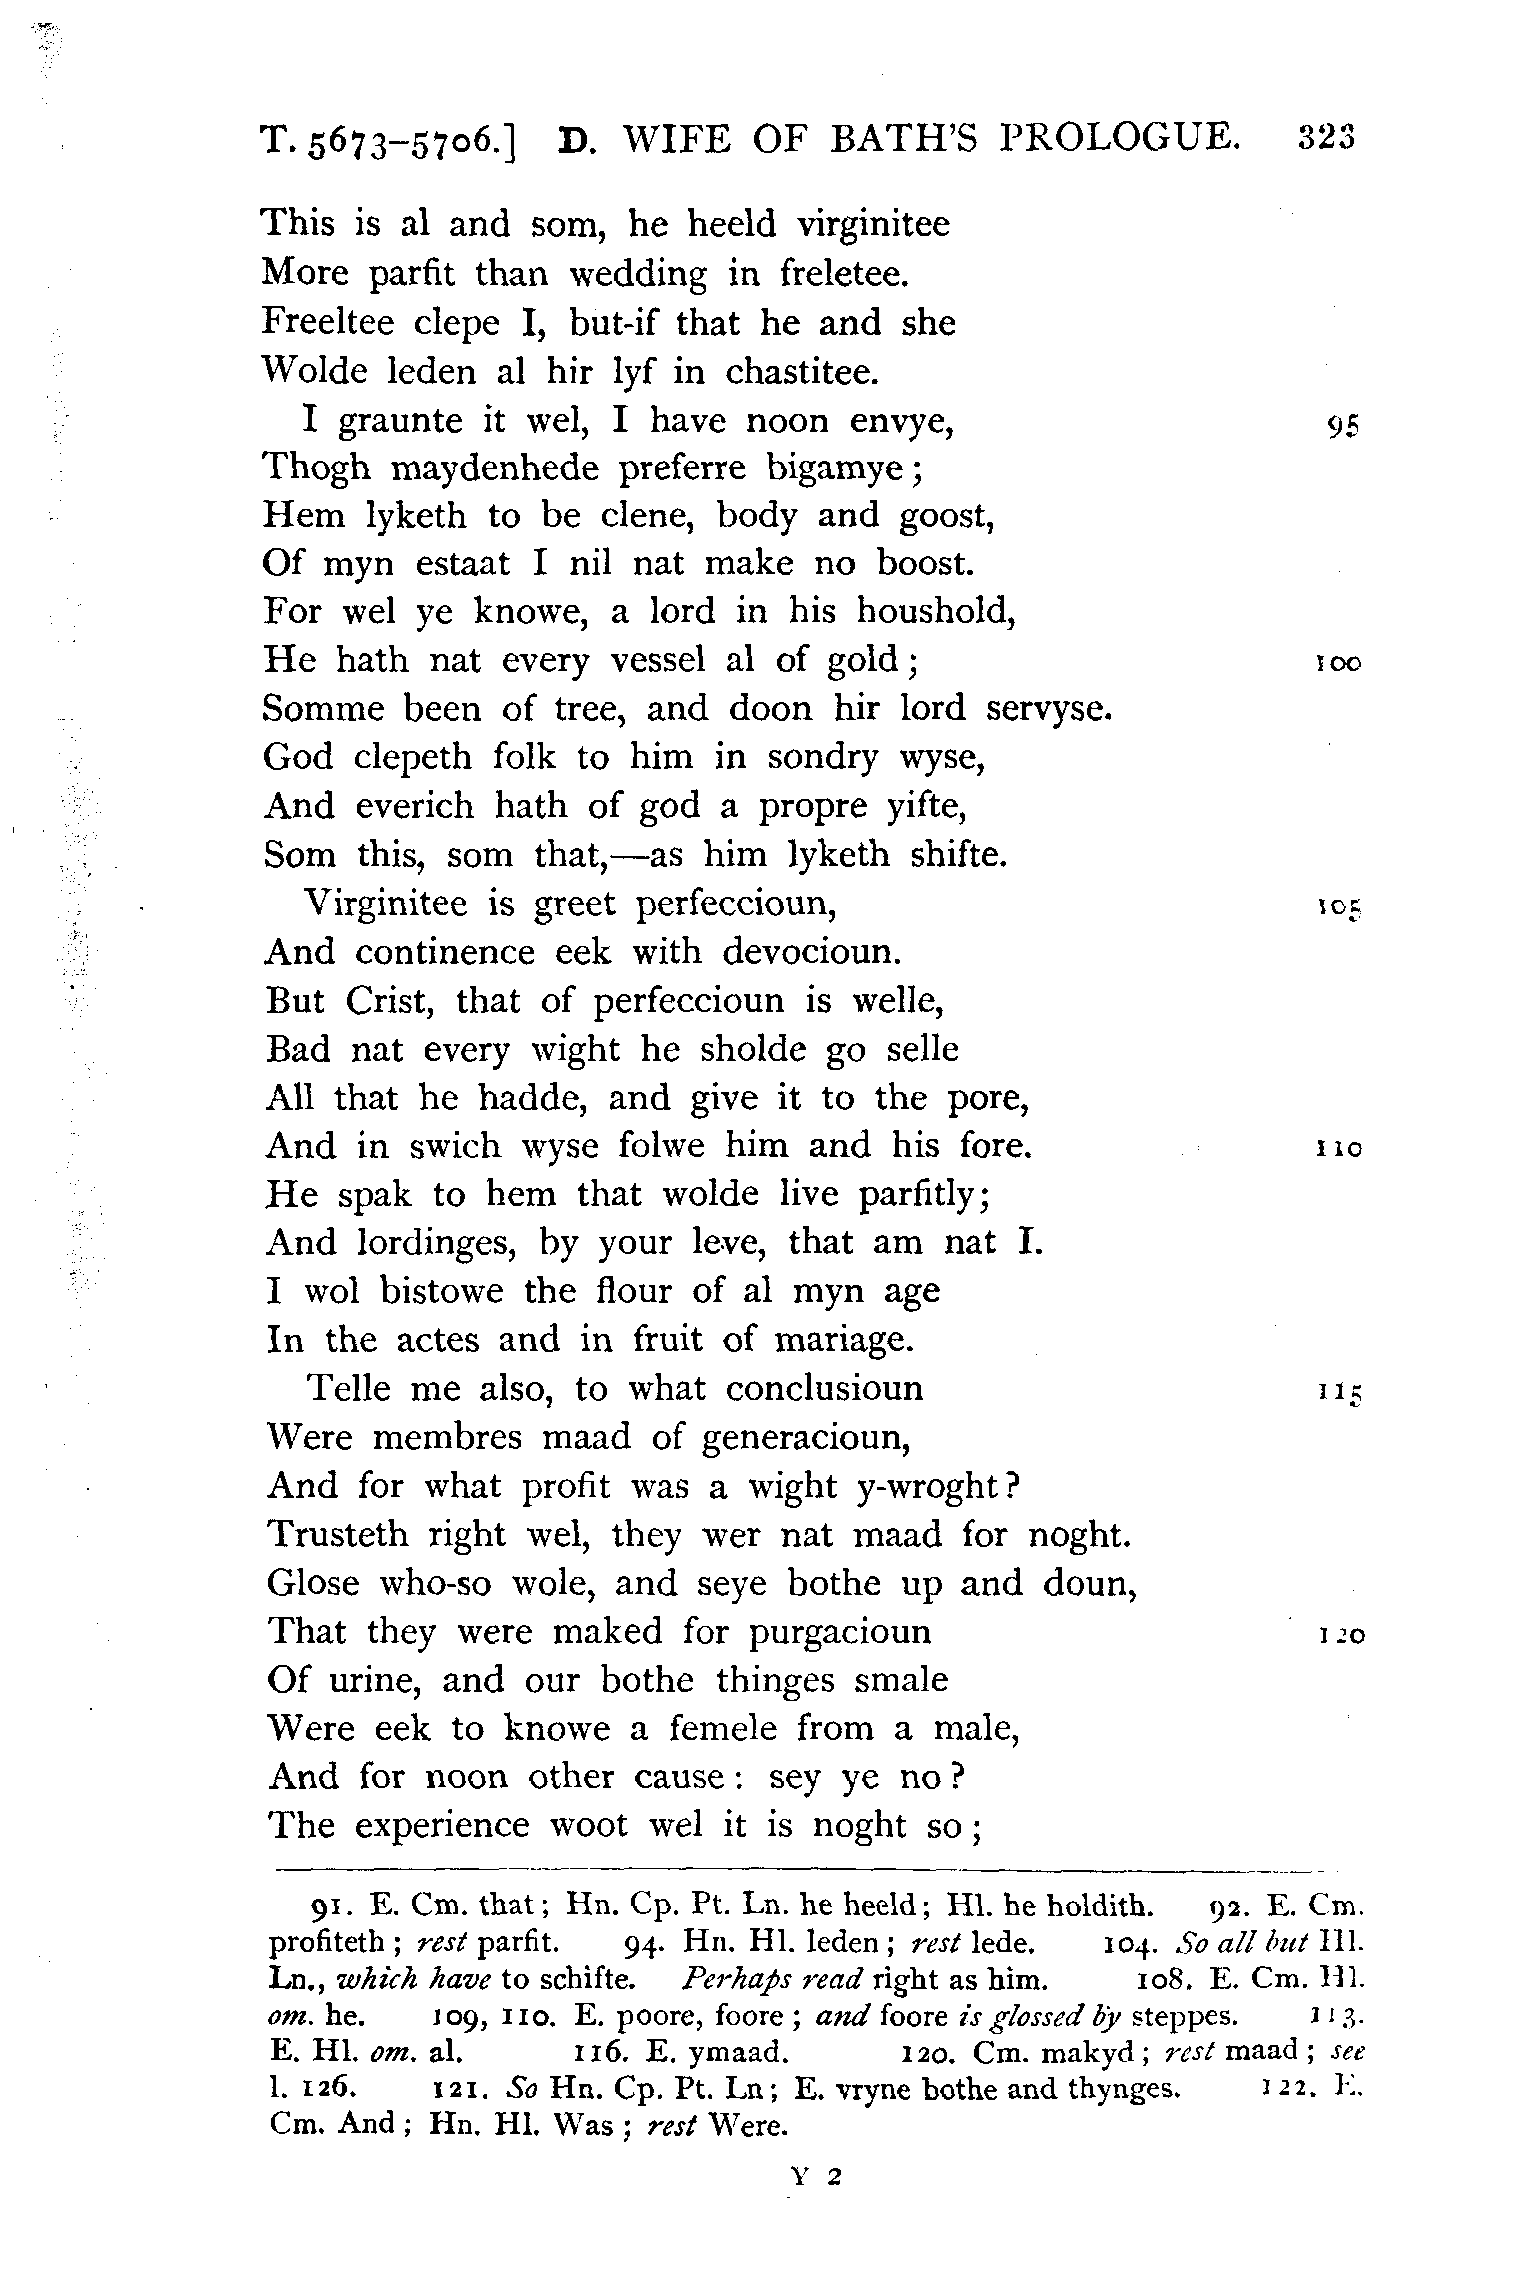 T. 5673–5706.] D. WIFE OF BATH'S PROLOGUE. 323
This is al and som, he heeld virginitee
More parfit than wedding in freletee.
Freeltee clepe I, but-if that he and she
Wolde leden al hir lyf in chastitee.
I graunte it wel, I have noon envye, 95
Thogh maydenhede preferre bigamye;
Hem lyketh to be clene, body and goost,
Of myn estaat I nil nat make no boost.
For wel ye knowe, a lord in his houshold,
He hath nat every vessel al of gold; 100
Somme been of tree, and doon hir lord servyse.
God clepeth folk to him in sondry wyse,
And everich hath of god a propre yifte,
Som this, som that,—as him lyketh shifte.
Virginitee is greet perfeccioun, 105
And continence eek with devocioun.
But Crist, that of perfeccioun is welle,
Bad nat every wight he sholde go selle
All that he hadde, and give it to the pore,
And in swich wyse folwe him and his fore. 110
He spak to hem that wolde live parfitly;
And lordinges, by your leve, that am nat I.
I wol bistowe the flour of al myn age
In the actes and in fruit of mariage.
Telle me also, to what conclusioun 115
Were membres maad of generacioun,
And for what profit was a wight y-wroght?
Trusteth right wel, they wer nat maad for noght.
Glose who-so wole, and seye bothe up and doun,
That they were maked for purgacioun 120
Of urine, and our bothe thinges smale
Were eek to knowe a femele from a male,
And for noon other cause: sey ye no?
The experience woot wel it is noght so;
91. E. Cm. that; Hn. Cp. Pt. Ln. he heeld; Hl. he holdith. 92. E. Cm.
profiteth; rest parfit. 94. Hn. Hl. leden; rest lede. 104. So all but Hl.
Ln., which have to schifte. Perhaps read right as him. 108. E. Cm. Hl.
om. he. 109, 110. E. poore, foore; and foore is glossed by steppes. 113.
E. Hl. om. al. 116. E. ymaad. 120. Cm. makyd; rest maad; see
l. 126. 121. So Hn. Cp. Pt. Ln; E. vryne bothe and thynges. 122. E.
Cm. And; Hn. Hl. Was; rest Were.
Y 2